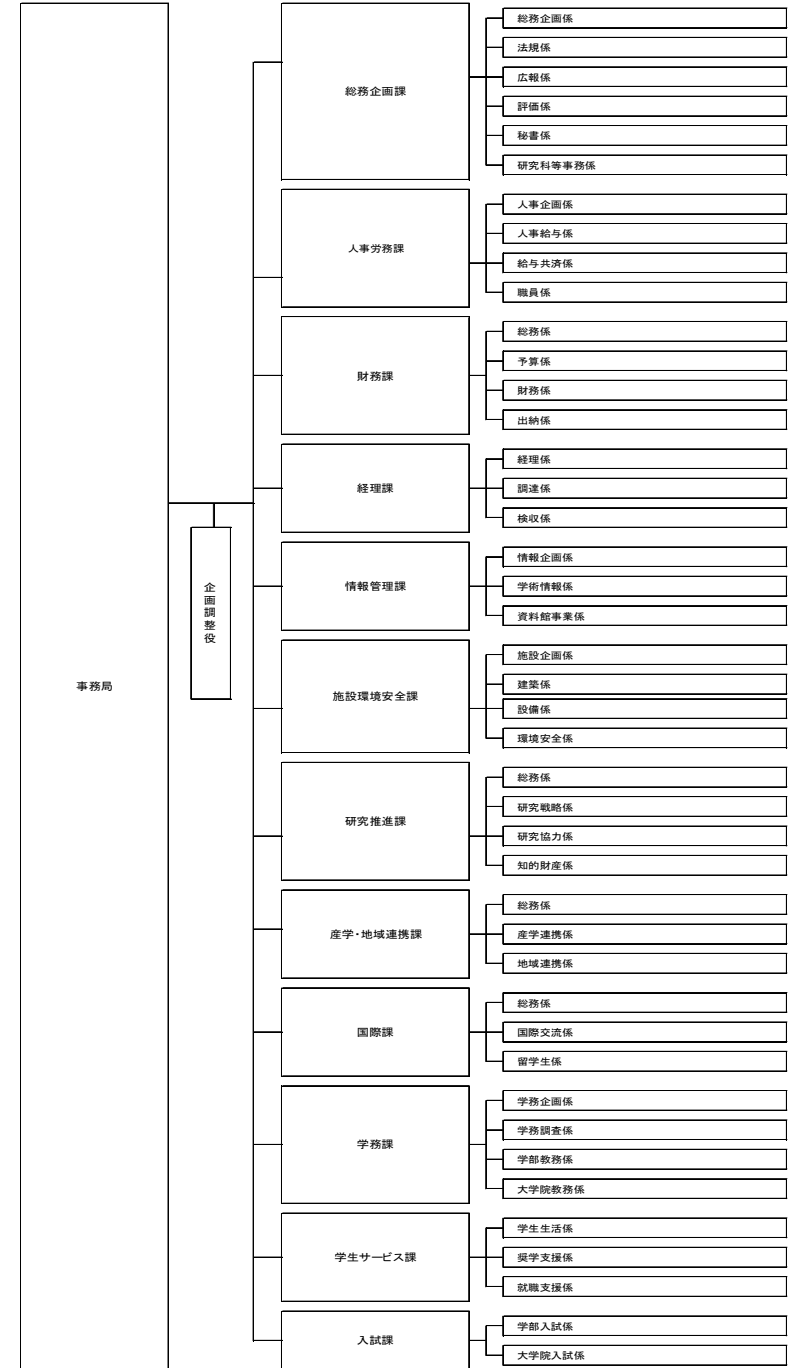 事務局
企画調整役
総務企画課
総務企画係
法規係
広報係
評価係
秘書係
研究科等事務係
人事労務課
人事企画係
人事給与係
給与共済係
職員係
財務課
総務係
予算係
財務係
出納係
経理課
経理係
調達係
検収係
情報管理課
情報企画係
学術情報係
資料館事業係
施設環境安全課
施設企画係
建築係
設備係
環境安全係
研究推進課
総務係
研究戦略係
研究協力係
知的財産係
産学・地域連携課
総務係
産学連携係
地域連携係
国際課
総務係
国際交流係
留学生係
学務課
学務企画係
学務調査係
学部教務係
大学院教務係
学生サービス課
学生生活係
奨学支援係
就職支援係
入試課
学部入試係
大学院入試係